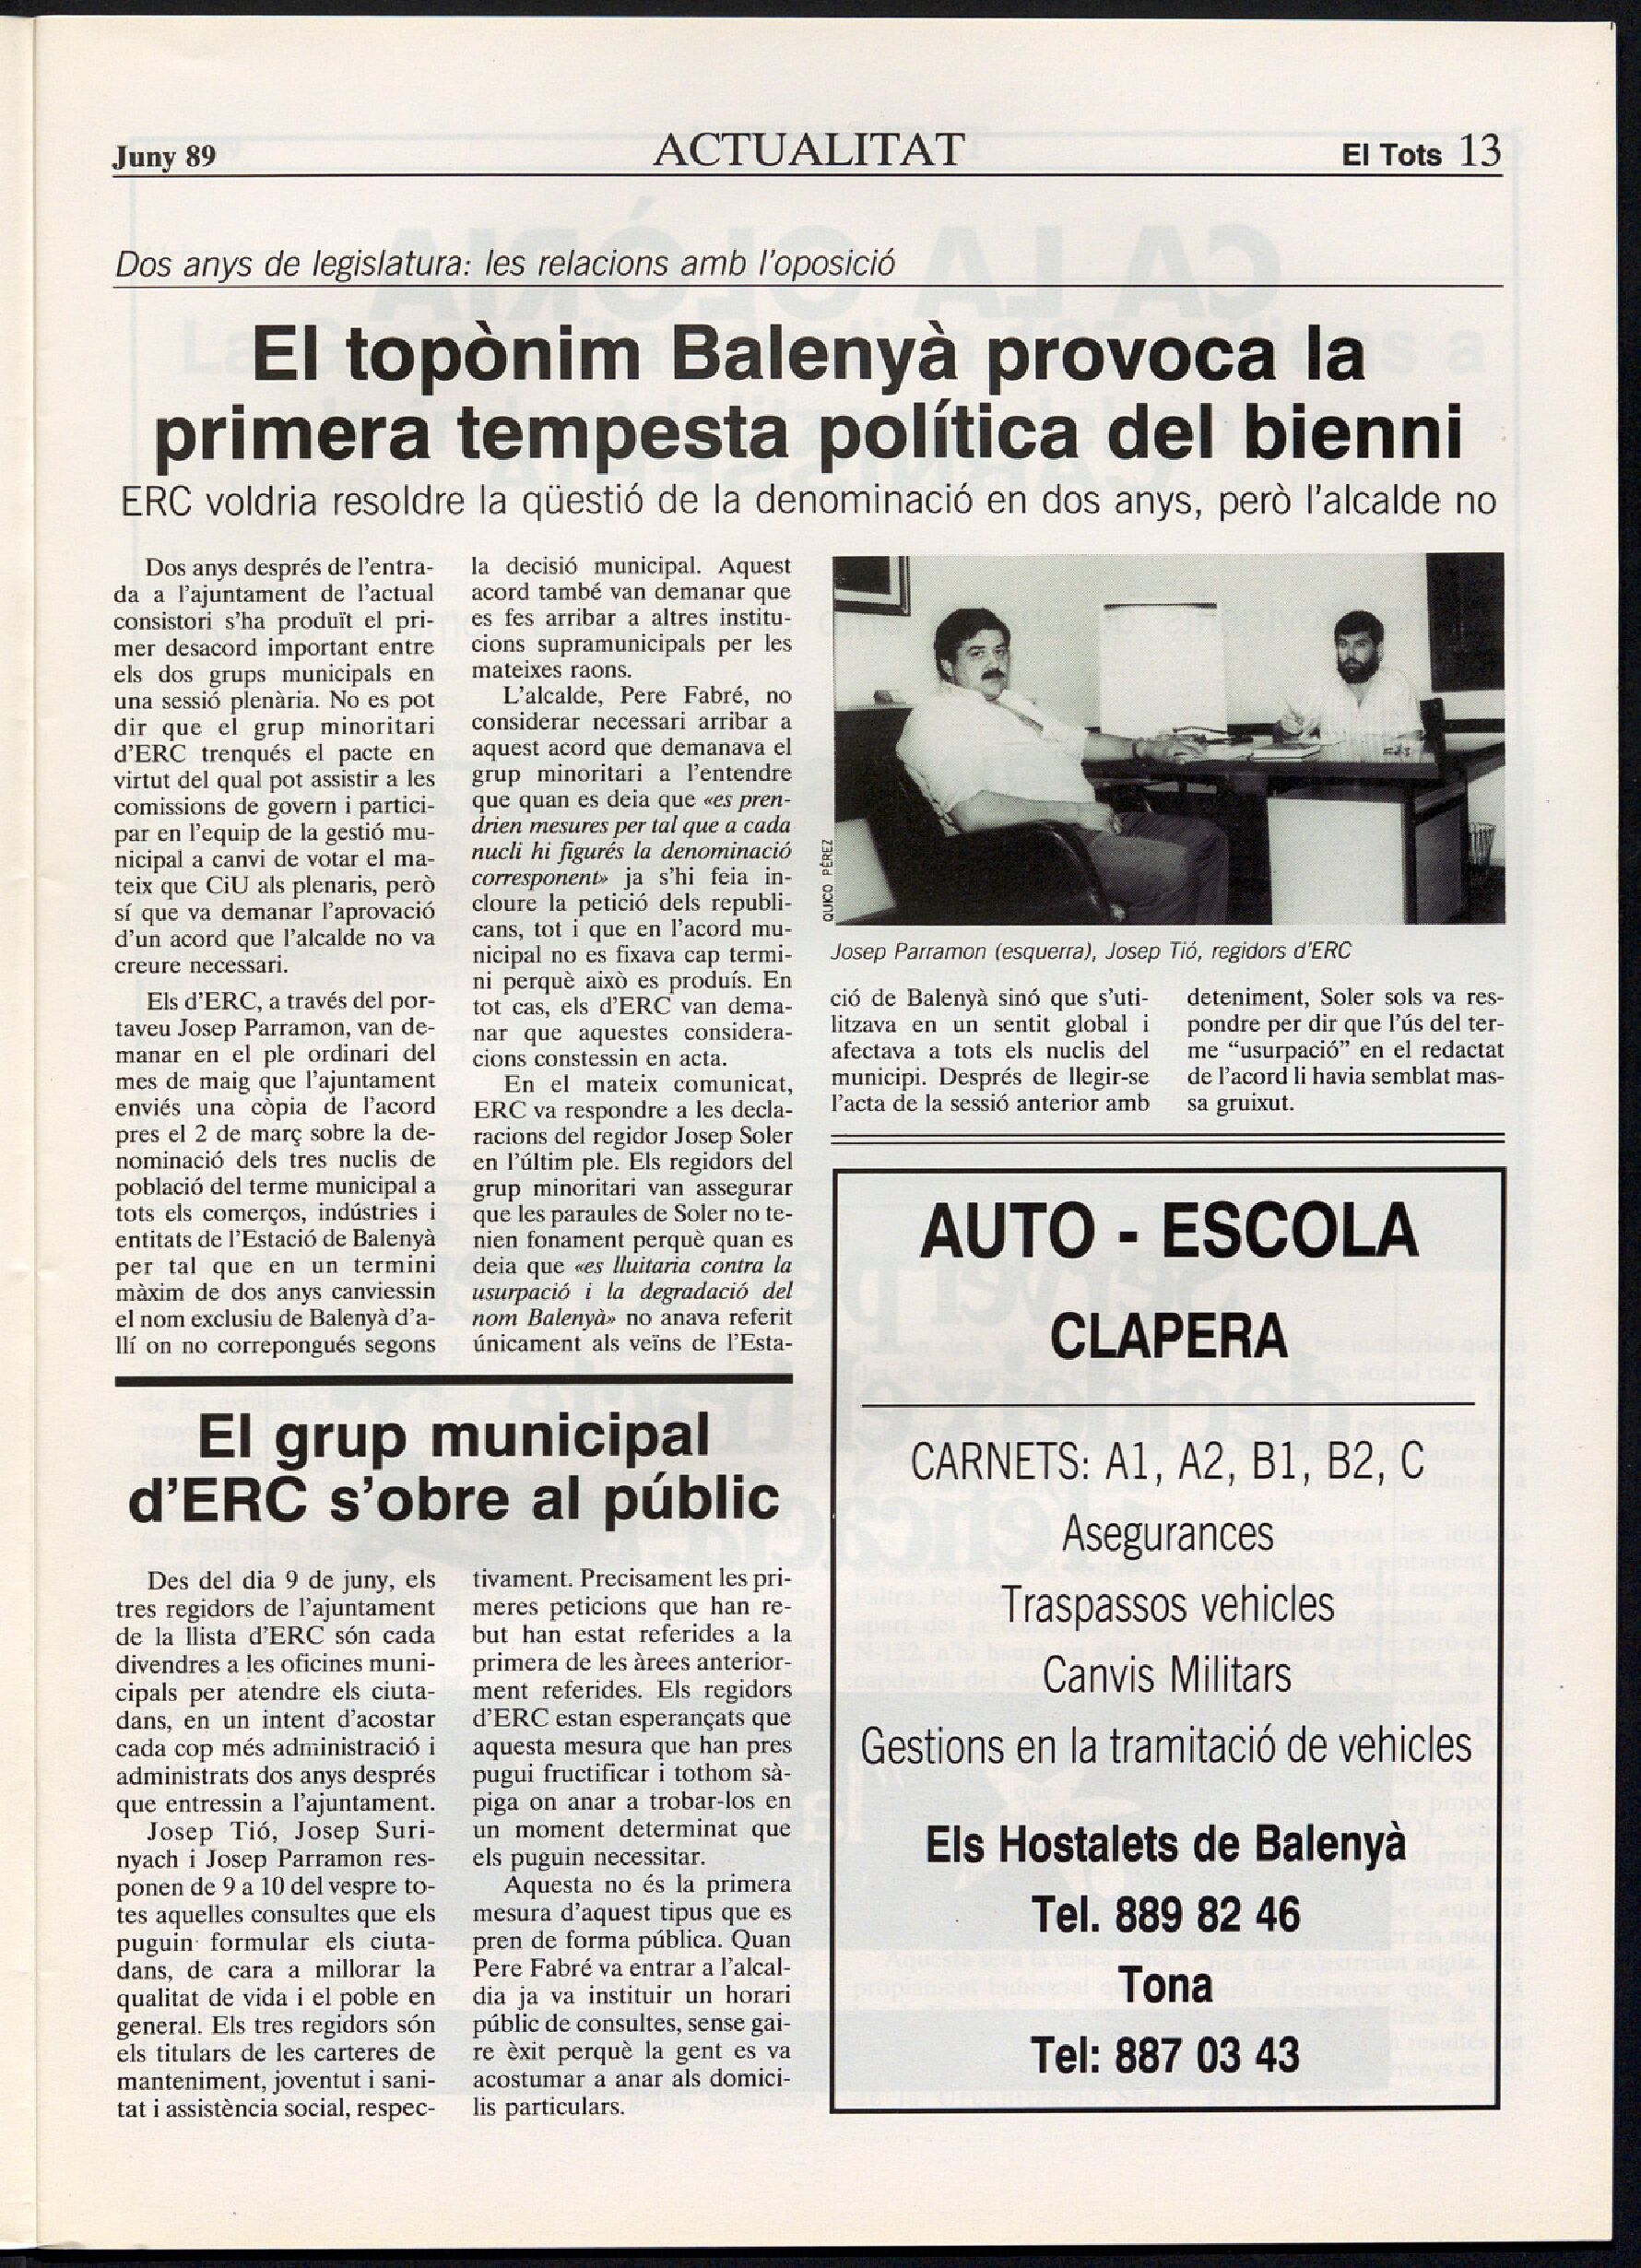 Juny 89
ACTUALITAT
El Tots 13
Dos anys de legislatura: les relacions amb l'oposició
El topònim Balenyà provoca la
primera tempesta política del bienni
ERC voldria resoldre la qüestió de la denominació en dos anys, però l'alcalde no
Dos anys després de l'entra-
da a l'ajuntament de l'actual
consistori s'ha produït el pri-
mer desacord important entre
els dos grups municipals en
una sessió plenària. No es pot
dir que el grup minoritari
d'ERC trenqués el pacte en
virtut del qual pot assistir a les
comissions de govern i partici-
par en l'equip de la gestió mu-
nicipal a canvi de votar el ma-
teix que CiU als plenaris, però
sí que va demanar l'aprovació
d'un acord que l'alcalde no va
creure necessari.
Els d'ERC, a través del por-
taveu Josep Parramon, van de-
manar en el ple ordinari del
mes de maig que l'ajuntament
enviés una còpia de l'acord
pres el 2 de març sobre la de-
nominació dels tres nuclis de
població del terme municipal a
tots els comerços, indústries i
entitats de l'Estació de Balenyà
per tal que en un termini
màxim de dos anys canviessin
el nom exclusiu de Balenyà d'a-
llí on no correpongués segons
la decisió municipal. Aquest
acord també van demanar que
es fes arribar a altres institu-
cions supramunicipals per les
mateixes raons.
L'alcalde, Pere Fabré, no
considerar necessari arribar a
aquest acord que demanava el
grup minoritari a l'entendre
que quan es deia que «es pren-
drien mesures per tal que a cada
nucli hi figurés la denominació
corresponent» ja s'hi feia in-
cloure la petició dels republi-
cans, tot i que en l'acord mu-
nicipal no es fixava cap termi-
ni perquè això es produís. En
tot cas, els d'ERC van dema-
nar que aquestes considera-
cions constessin en acta.
En el mateix comunicat,
ERC va respondre a les decla-
racions del regidor Josep Soler
en l'últim ple. Els regidors del
grup minoritari van assegurar
que les paraules de Soler no te-
nien fonament perquè quan es
deia que «es lluitaria contra la
usurpació i la degradació del
nom Balenyà» no anava referit
únicament als veïns de l'Esta-
QUICO PÉREZ
Josep Parramon (esquerra), Josep Tió, regidors d'ERC
ció de Balenyà sinó que s'uti-
litzava en un sentit global i
afectava a tots els nuclis del
municipi. Després de llegir-se
l'acta de la sessió anterior amb
deteniment, Soler sols va res-
pondre per dir que l'ús del ter-
me “usurpació” en el redactat
de l'acord li havia semblat mas-
sa gruixut.
El grup municipal
d'ERC s'obre al públic
Des del dia 9 de juny, els
tres regidors de l'ajuntament
de la llista d'ERC són cada
divendres a les oficines muni-
cipals per atendre els ciuta-
dans, en un intent d'acostar
cada cop més administració i
administrats dos anys després
que entressin a l'ajuntament.
Josep Tió, Josep Suri-
nyach i Josep Parramon res-
ponen de 9 a 10 del vespre to-
tes aquelles consultes que els
puguin formular els ciuta-
dans, de cara a millorar la
qualitat de vida i el poble en
general. Els tres regidors són
els titulars de les carteres de
manteniment, joventut i sani-
tat i assistència social, respec-
tivament. Precisament les pri-
meres peticions que han re-
but han estat referides a la
primera de les àrees anterior-
ment referides. Els regidors
d'ERC estan esperançats que
aquesta mesura que han pres
pugui fructificar i tothom sà-
piga on anar a trobar-los en
un moment determinat que
els puguin necessitar.
Aquesta no és la primera
mesura d'aquest tipus que es
pren de forma pública. Quan
Pere Fabré va entrar a l'alcal-
dia ja va instituir un horari
públic de consultes, sense gai-
re èxit perquè la gent es va
acostumar a anar als domici-
lis particulars.
AUTO - ESCOLA
CLAPERA
CARNETS: A1, A2, B1, B2, C
Asegurances
Traspassos vehicles
Canvis Militars
Gestions en la tramitació de vehicles
Els Hostalets de Balenyà
Tel. 889 82 46
Tona
Tel: 887 03 43